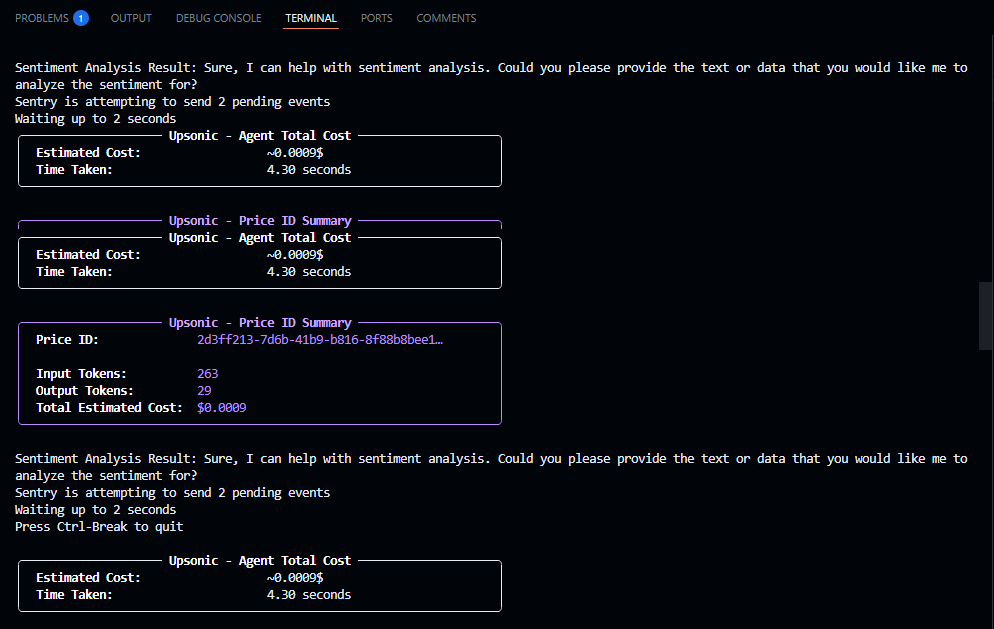 PROBLEMS 1 OUTPUT DEBUG CONSOLE TERMINAL PORTS COMMENTS
Sentiment Analysis Result: Sure, I can help with sentiment analysis. Could you please provide the text or data that you would like me to
analyze the sentiment for?
Sentry is attempting to send 2 pending events
Waiting up to 2 seconds
Upsonic - Agent Total Cost
Estimated Cost: ~0.0009$
Time Taken: 4.30 seconds
Upsonic - Price ID Summary
Upsonic - Agent Total Cost
Estimated Cost: ~0.0009$
Time Taken: 4.30 seconds
Upsonic - Price ID Summary
Price ID: 2d3ff213-7d6b-41b9-b816-8f88b8bee1…
Input Tokens: 263
Output Tokens: 29
Total Estimated Cost: $0.0009
Sentiment Analysis Result: Sure, I can help with sentiment analysis. Could you please provide the text or data that you would like me to
analyze the sentiment for?
Sentry is attempting to send 2 pending events
Waiting up to 2 seconds
Press Ctrl-Break to quit
Upsonic - Agent Total Cost
Estimated Cost: ~0.0009$
Time Taken: 4.30 seconds